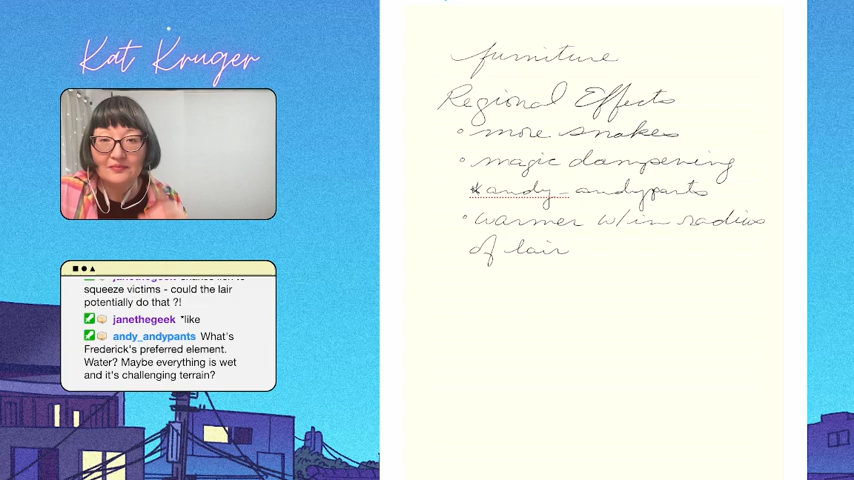 Kat Kruger
furniture
Regional Effects
• more snakes
• magic dampening
*andy_andyparts
• warmer w/in radius
of lair
squeeze victims - could the lair
potentially do that ?!
janethegeek *like
andy_andypants What's
Frederick's preferred element.
Water? Maybe everything is wet
and it's challenging terrain?